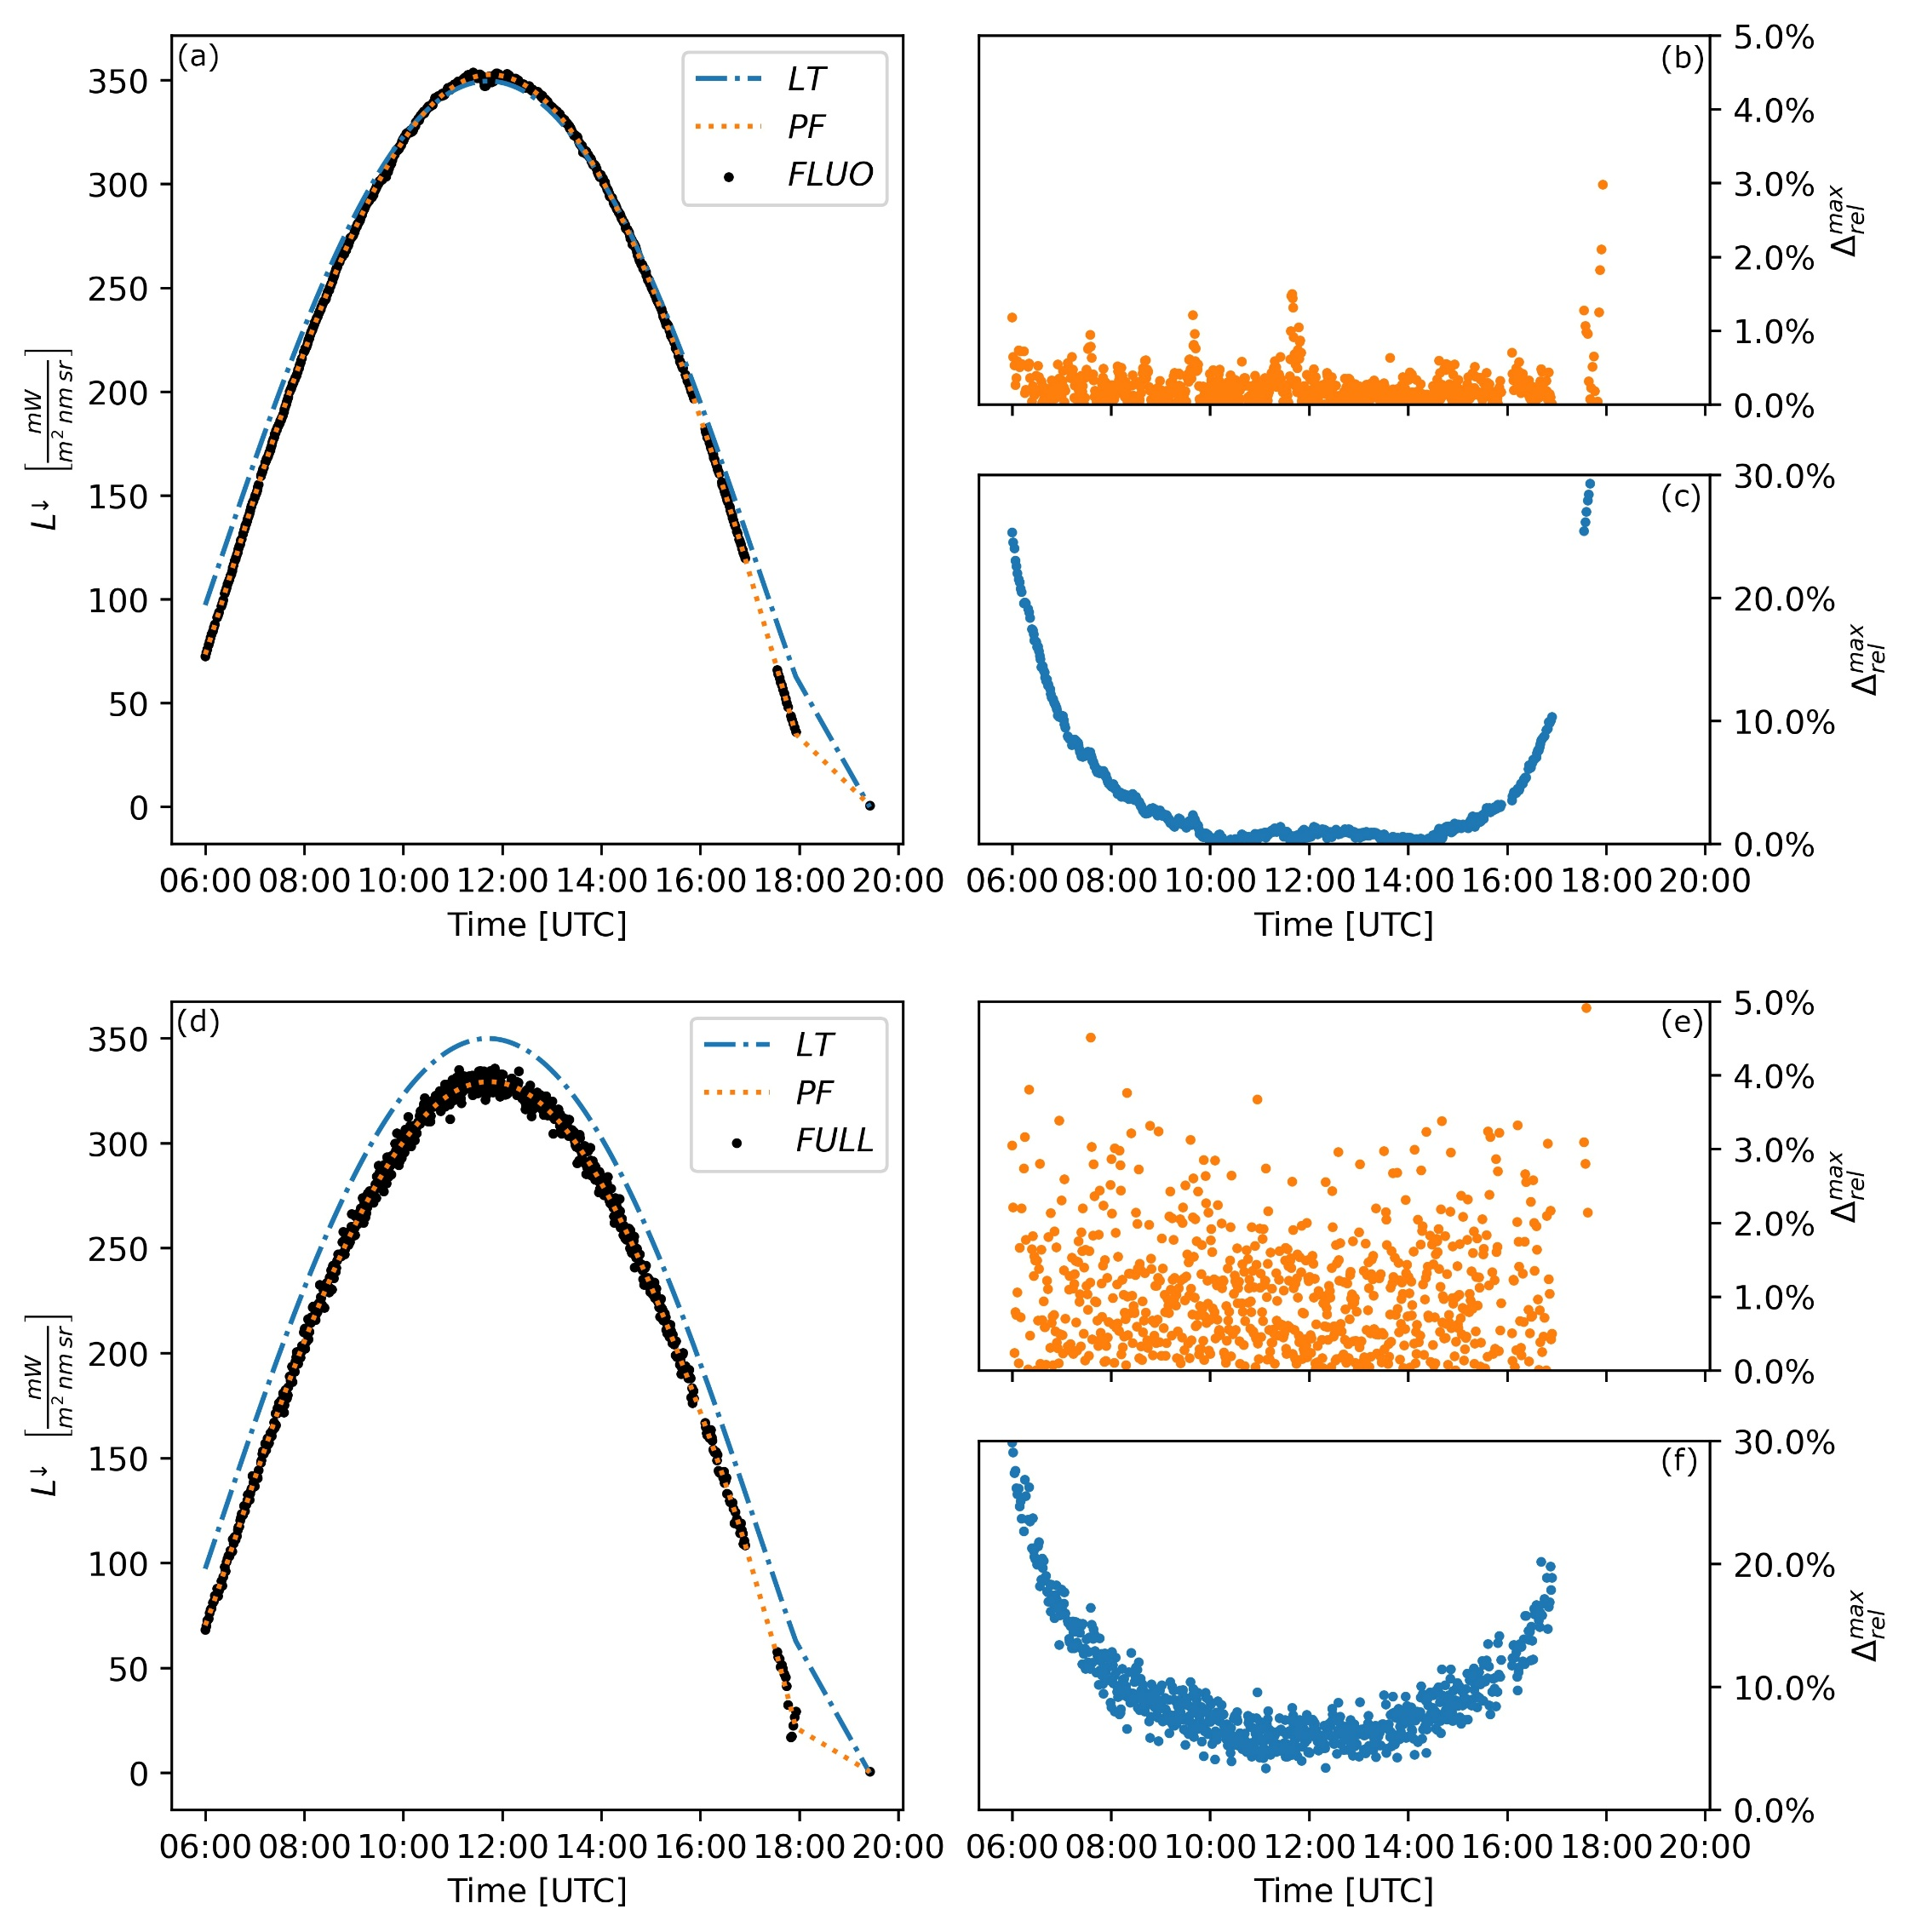 (a)
LT
PF
FLUO
350
300
250
200
150
100
50
0
L↓ [mW / m² nm sr]
06:00 08:00 10:00 12:00 14:00 16:00 18:00 20:00
Time [UTC]
(b)
5.0%
4.0%
3.0%
2.0%
1.0%
0.0%
Δ max rel
(c)
30.0%
20.0%
10.0%
0.0%
Δ max rel
06:00 08:00 10:00 12:00 14:00 16:00 18:00 20:00
Time [UTC]
(d)
LT
PF
FULL
350
300
250
200
150
100
50
0
L↓ [mW / m² nm sr]
06:00 08:00 10:00 12:00 14:00 16:00 18:00 20:00
Time [UTC]
(e)
5.0%
4.0%
3.0%
2.0%
1.0%
0.0%
Δ max rel
(f)
30.0%
20.0%
10.0%
0.0%
Δ max rel
06:00 08:00 10:00 12:00 14:00 16:00 18:00 20:00
Time [UTC]